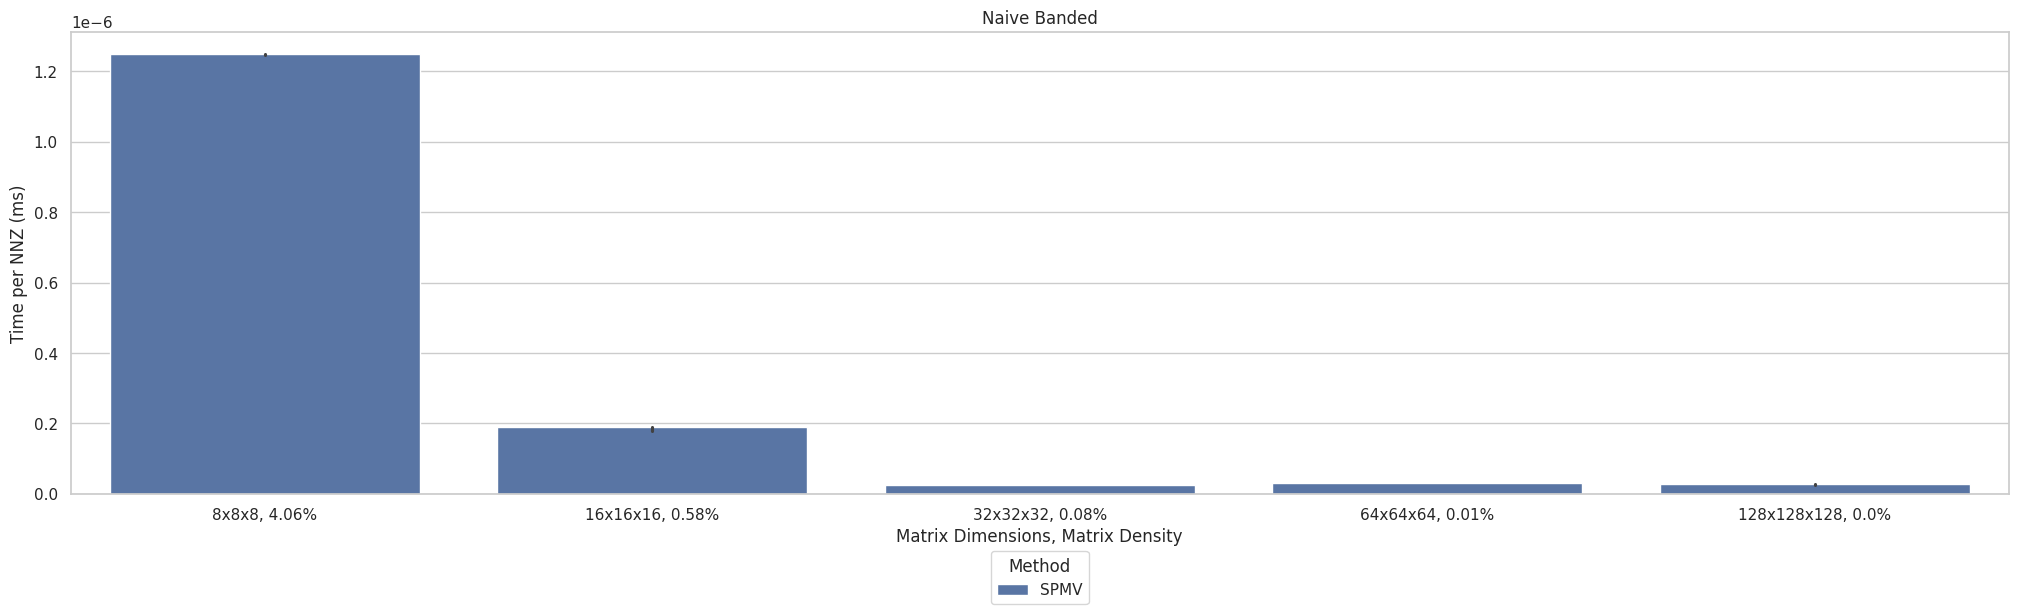 Naive Banded
1e−6
Time per NNZ (ms)
1.2
1.0
0.8
0.6
0.4
0.2
0.0
8x8x8, 4.06%
16x16x16, 0.58%
32x32x32, 0.08%
64x64x64, 0.01%
128x128x128, 0.0%
Matrix Dimensions, Matrix Density
Method
SPMV